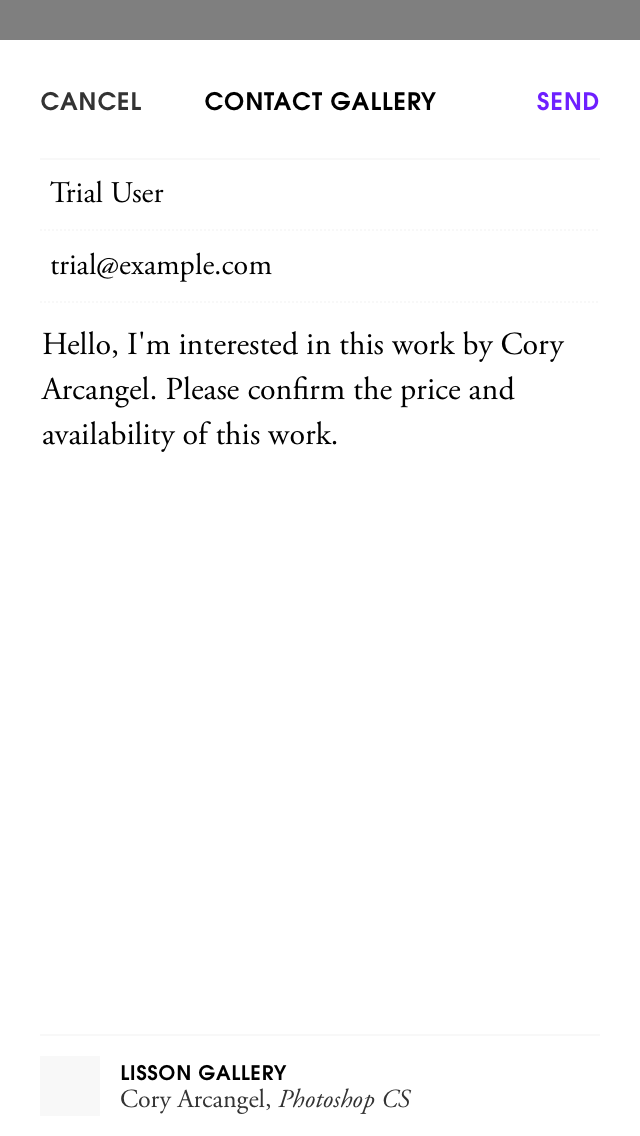 CANCEL CONTACT GALLERY SEND
Trial User
trial@example.com
Hello, I'm interested in this work by Cory
Arcangel. Please confirm the price and
availability of this work.
LISSON GALLERY
Cory Arcangel, Photoshop CS